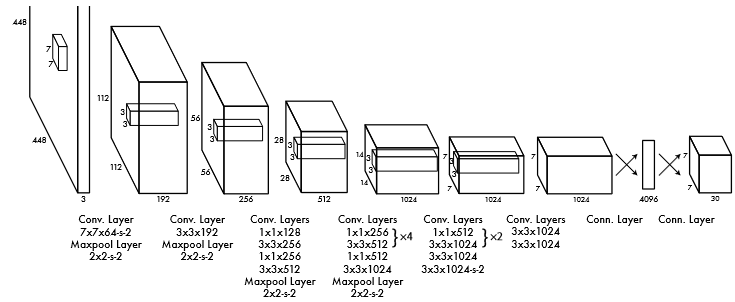 448
7
7
448
3
112
3
3
112
192
56
3
3
56
256
28
3
3
28
512
14
3
3
14
1024
7
3
3
7
1024
7
7
1024
4096
7
7
30
Conv. Layer
7x7x64-s-2
Maxpool Layer
2x2-s-2
Conv. Layer
3x3x192
Maxpool Layer
2x2-s-2
Conv. Layers
1x1x128
3x3x256
1x1x256
3x3x512
Maxpool Layer
2x2-s-2
Conv. Layers
1x1x256
3x3x512
}×4
1x1x512
3x3x1024
Maxpool Layer
2x2-s-2
Conv. Layers
1x1x512
3x3x1024
}×2
3x3x1024
3x3x1024-s-2
Conv. Layers
3x3x1024
3x3x1024
Conn. Layer
Conn. Layer